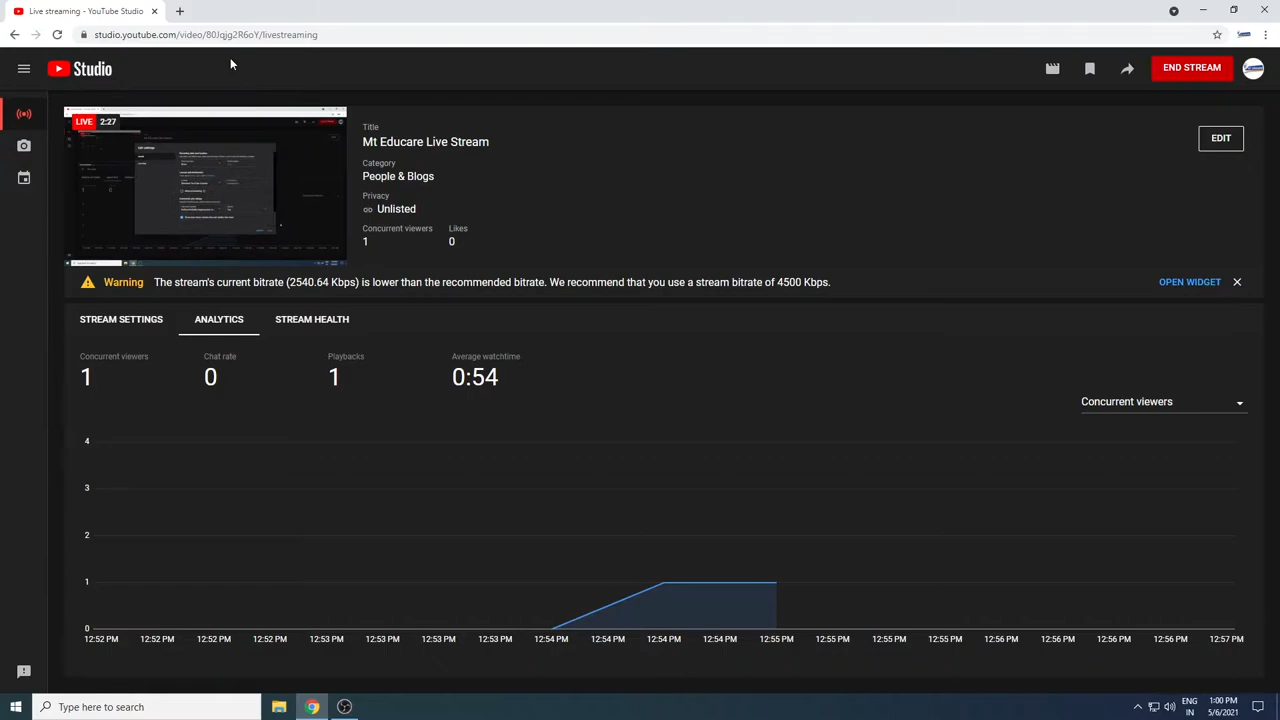 Live streaming - YouTube Studio
studio.youtube.com/video/80Jqjg2R6oY/livestreaming
Studio
END STREAM
LIVE 2:27
Title
Mt Educare Live Stream
EDIT
Category
People & Blogs
Privacy
Unlisted
Concurrent viewers Likes
1 0
Warning The stream's current bitrate (2540.64 Kbps) is lower than the recommended bitrate. We recommend that you use a stream bitrate of 4500 Kbps. OPEN WIDGET
STREAM SETTINGS ANALYTICS STREAM HEALTH
Concurrent viewers Chat rate Playbacks Average watchtime
1 0 1 0:54
Concurrent viewers
4
3
2
1
0
12:52 PM 12:52 PM 12:52 PM 12:52 PM 12:53 PM 12:53 PM 12:53 PM 12:53 PM 12:54 PM 12:54 PM 12:54 PM 12:54 PM 12:55 PM 12:55 PM 12:55 PM 12:55 PM 12:56 PM 12:56 PM 12:56 PM 12:56 PM 12:57 PM
Type here to search
ENG 1:00 PM
IN 5/6/2021